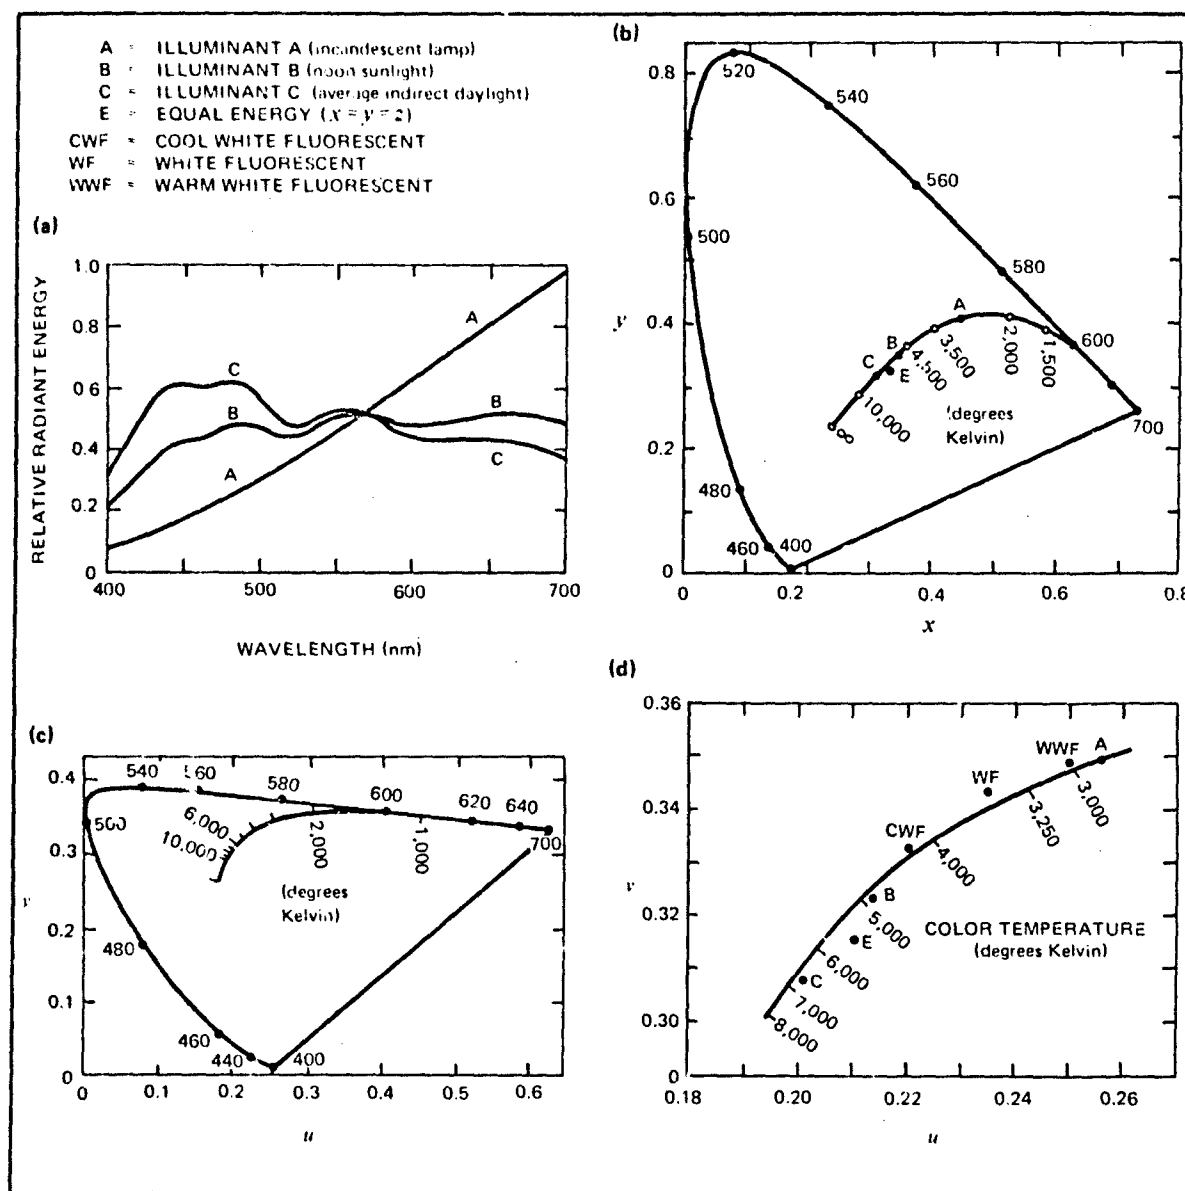 A = ILLUMINANT A (incandescent lamp)
B = ILLUMINANT B (noon sunlight)
C = ILLUMINANT C (average indirect daylight)
E = EQUAL ENERGY (x = y = z)
CWF = COOL WHITE FLUORESCENT
WF = WHITE FLUORESCENT
WWF = WARM WHITE FLUORESCENT
(a)
RELATIVE RADIANT ENERGY
1.0
0.8
0.6
0.4
0.2
0
A
C
B
B
A
C
400
500
600
700
WAVELENGTH (nm)
(b)
0.8
0.6
y
0.4
0.2
0
520
540
560
500
580
A
600
B
C
E
3,500
2,000
1,500
4,500
10,000
∞
(degrees
Kelvin)
700
480
460
400
0
0.2
0.4
0.6
0.8
x
(c)
0.4
0.3
0.2
0.1
0
v
540
560
580
600
620
640
500
6,000
10,000
2,000
1,000
700
(degrees
Kelvin)
480
460
440
400
0
0.1
0.2
0.3
0.4
0.5
0.6
u
(d)
0.36
0.34
v
0.32
0.30
WWF
A
WF
3,000
3,250
CWF
4,000
B
5,000
COLOR TEMPERATURE
(degrees Kelvin)
E
6,000
C
7,000
8,000
0.18
0.20
0.22
0.24
0.26
u